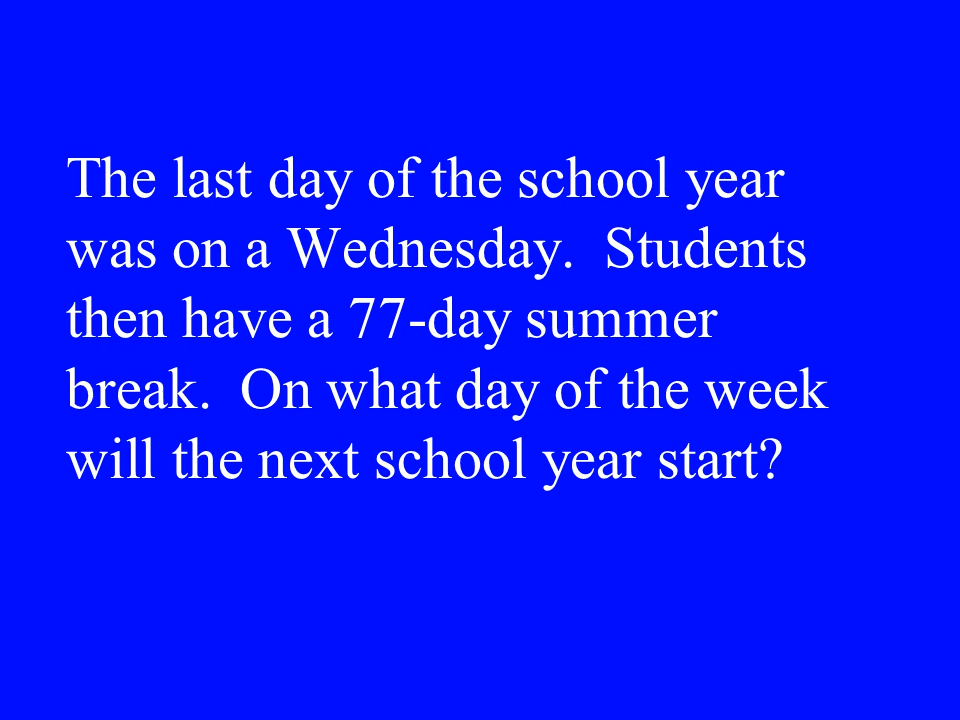 The last day of the school year
was on a Wednesday.  Students
then have a 77-day summer
break.  On what day of the week
will the next school year start?